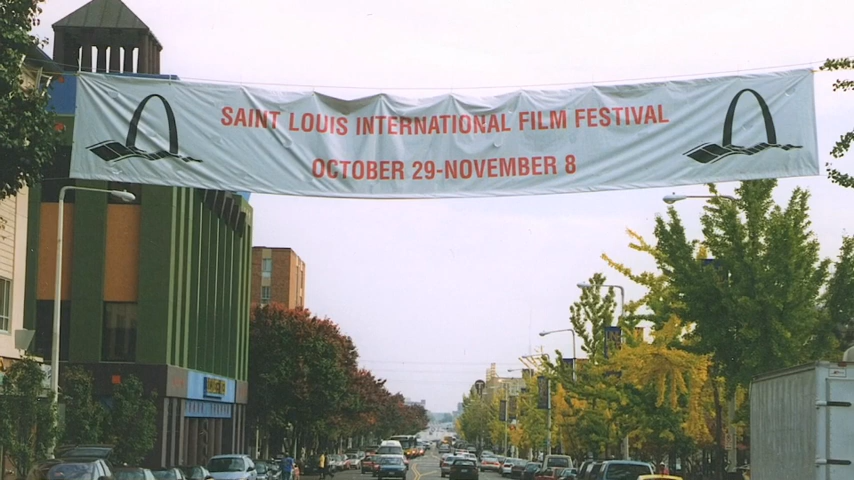 SAINT LOUIS INTERNATIONAL FILM FESTIVAL
OCTOBER 29-NOVEMBER 8